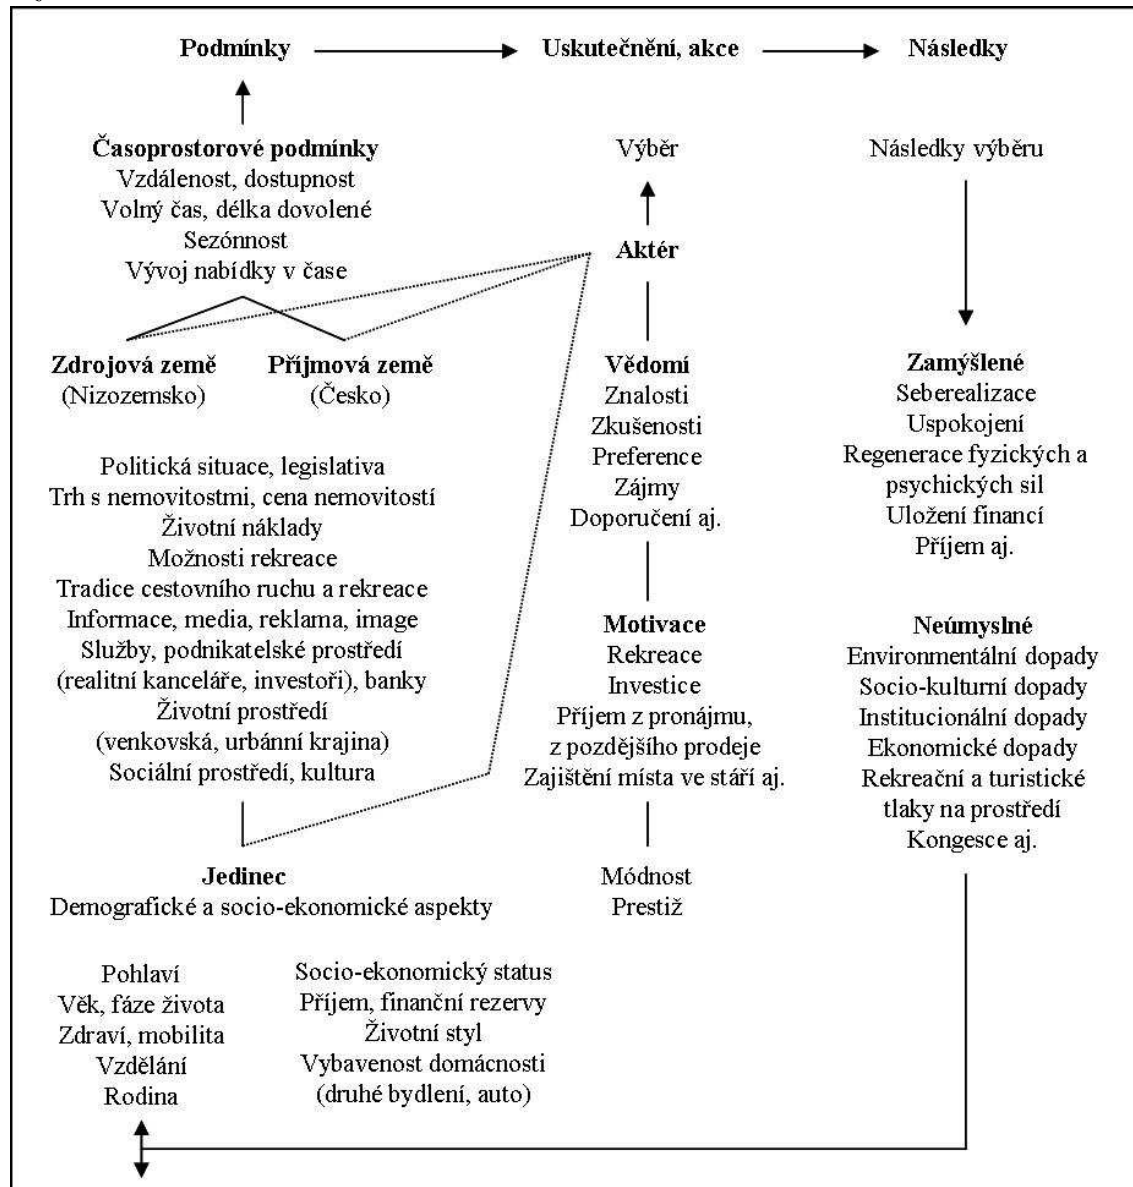 Podmínky
Uskutečnění, akce
Následky
Časoprostorové podmínky
Vzdálenost, dostupnost
Volný čas, délka dovolené
Sezónnost
Vývoj nabídky v čase
Zdrojová země
(Nizozemsko)
Příjmová země
(Česko)
Politická situace, legislativa
Trh s nemovitostmi, cena nemovitostí
Životní náklady
Možnosti rekreace
Tradice cestovního ruchu a rekreace
Informace, media, reklama, image
Služby, podnikatelské prostředí
(realitní kanceláře, investoři), banky
Životní prostředí
(venkovská, urbánní krajina)
Sociální prostředí, kultura
Jedinec
Demografické a socio-ekonomické aspekty
Pohlaví
Věk, fáze života
Zdraví, mobilita
Vzdělání
Rodina
Socio-ekonomický status
Příjem, finanční rezervy
Životní styl
Vybavenost domácnosti
(druhé bydlení, auto)
Výběr
Aktér
Vědomí
Znalosti
Zkušenosti
Preference
Zájmy
Doporučení aj.
Motivace
Rekreace
Investice
Příjem z pronájmu,
z pozdějšího prodeje
Zajištění místa ve stáří aj.
Módnost
Prestiž
Následky výběru
Zamýšlené
Seberealizace
Uspokojení
Regenerace fyzických a
psychických sil
Uložení financí
Příjem aj.
Neúmyslné
Environmentální dopady
Socio-kulturní dopady
Institucionální dopady
Ekonomické dopady
Rekreační a turistické
tlaky na prostředí
Kongesce aj.